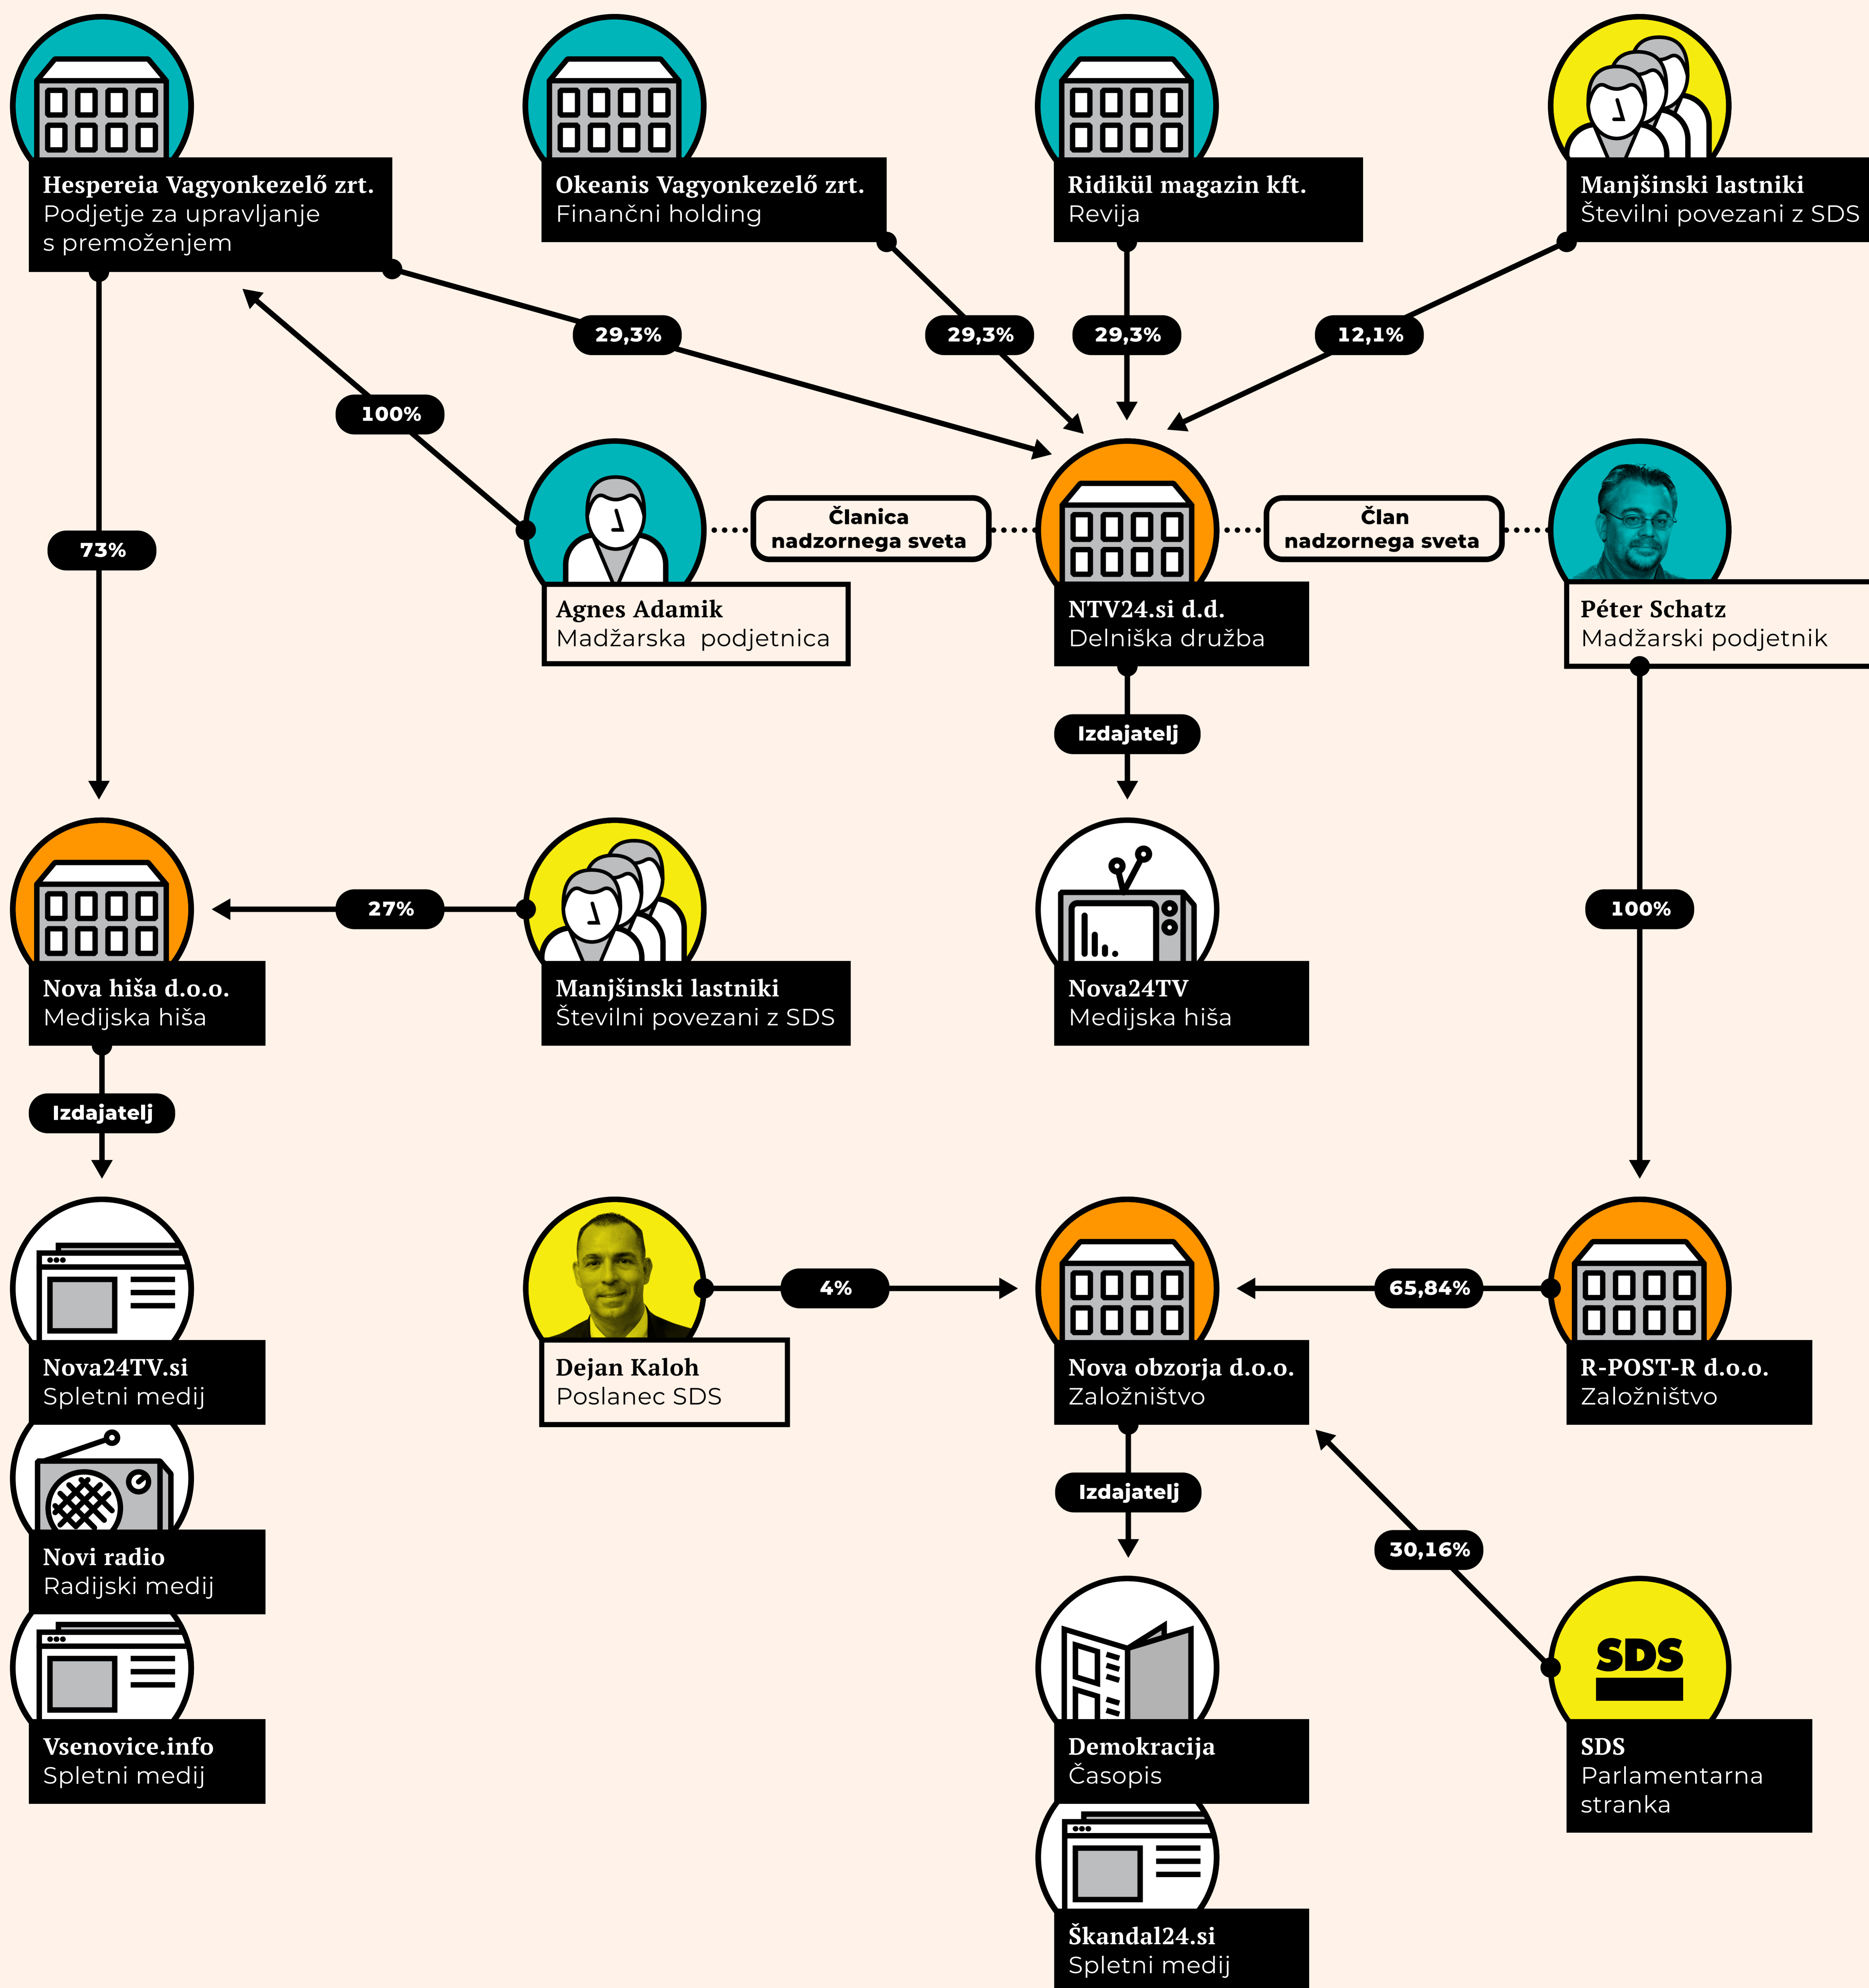 Hespereia Vagyonkezelő zrt.
Podjetje za upravljanje
s premoženjem
Okeanis Vagyonkezelő zrt.
Finančni holding
Ridikül magazin kft.
Revija
Manjšinski lastniki
Številni povezani z SDS
29,3%
29,3%
29,3%
12,1%
100%
73%
Članica
nadzornega sveta
Član
nadzornega sveta
Agnes Adamik
Madžarska podjetnica
NTV24.si d.d.
Delniška družba
Péter Schatz
Madžarski podjetnik
Izdajatelj
27%
100%
Nova hiša d.o.o.
Medijska hiša
Manjšinski lastniki
Številni povezani z SDS
Nova24TV
Medijska hiša
Izdajatelj
4%
65,84%
Nova24TV.si
Spletni medij
Dejan Kaloh
Poslanec SDS
Nova obzorja d.o.o.
Založništvo
R-POST-R d.o.o.
Založništvo
Izdajatelj
30,16%
Novi radio
Radijski medij
SDS
Vsenovice.info
Spletni medij
Demokracija
Časopis
SDS
Parlamentarna
stranka
Škandal24.si
Spletni medij